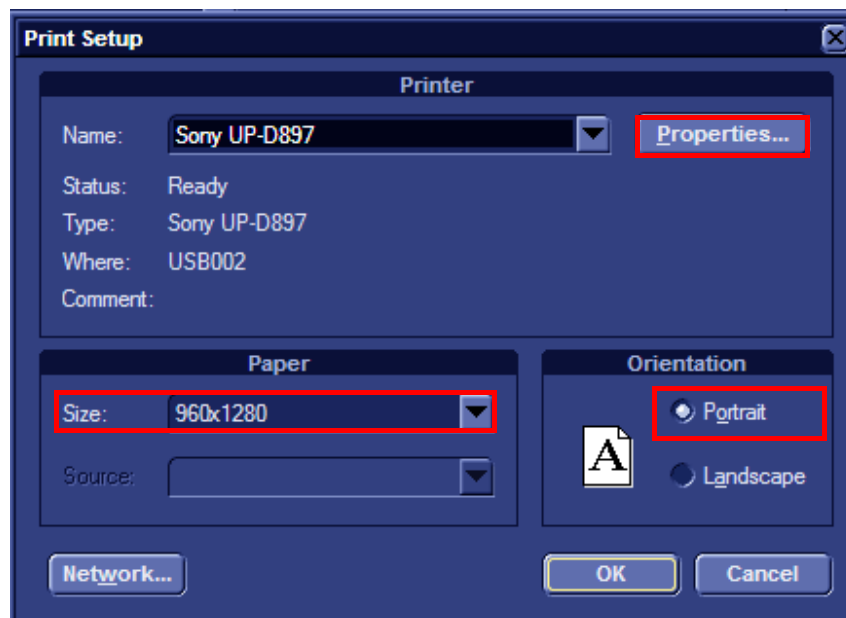 Print Setup
Printer
Name: Sony UP-D897 Properties...
Status: Ready
Type: Sony UP-D897
Where: USB002
Comment:
Paper
Size: 960x1280
Source:
Orientation
A
Portrait
Landscape
Network... OK Cancel